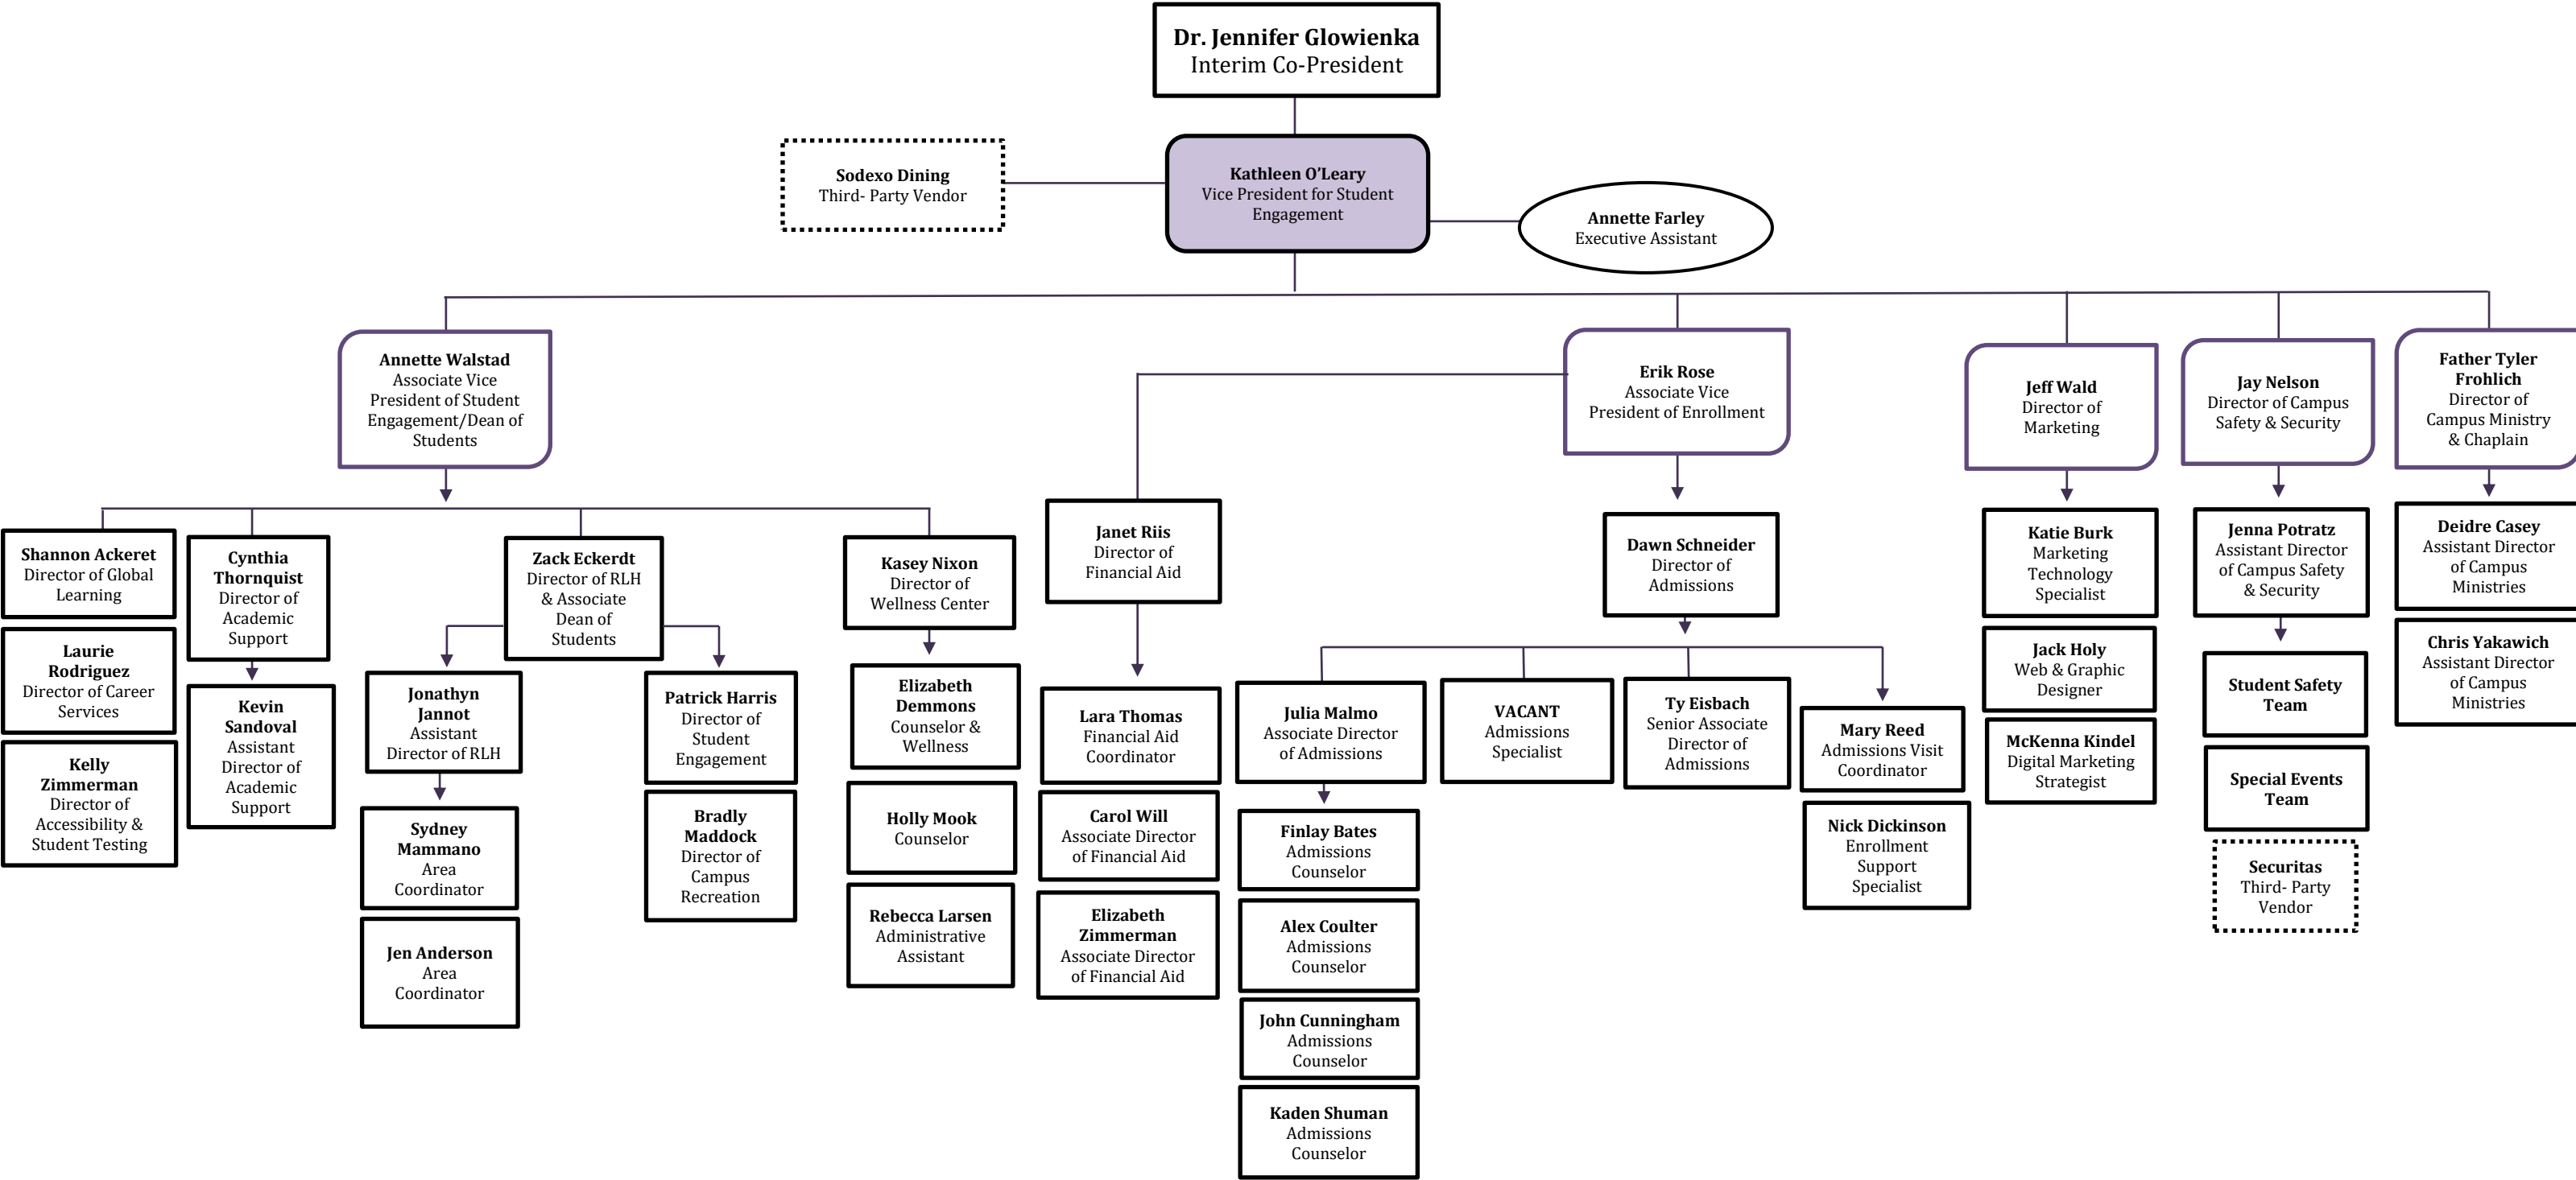 Dr. Jennifer Glowienka
Interim Co-President
Sodexo Dining
Third- Party Vendor
Kathleen O’Leary
Vice President for Student
Engagement
Annette Farley
Executive Assistant
Annette Walstad
Associate Vice
President of Student
Engagement/Dean of
Students
Erik Rose
Associate Vice
President of Enrollment
Jeff Wald
Director of
Marketing
Jay Nelson
Director of Campus
Safety & Security
Father Tyler
Frohlich
Director of
Campus Ministry
& Chaplain
Shannon Ackeret
Director of Global
Learning
Laurie
Rodriguez
Director of Career
Services
Kelly
Zimmerman
Director of
Accessibility &
Student Testing
Cynthia
Thornquist
Director of
Academic
Support
Kevin
Sandoval
Assistant
Director of
Academic
Support
Zack Eckerdt
Director of RLH
& Associate
Dean of
Students
Jonathyn
Jannot
Assistant
Director of RLH
Sydney
Mammano
Area
Coordinator
Jen Anderson
Area
Coordinator
Patrick Harris
Director of
Student
Engagement
Bradly
Maddock
Director of
Campus
Recreation
Kasey Nixon
Director of
Wellness Center
Elizabeth
Demmons
Counselor &
Wellness
Holly Mook
Counselor
Rebecca Larsen
Administrative
Assistant
Janet Riis
Director of
Financial Aid
Lara Thomas
Financial Aid
Coordinator
Carol Will
Associate Director
of Financial Aid
Elizabeth
Zimmerman
Associate Director
of Financial Aid
Dawn Schneider
Director of
Admissions
Julia Malmo
Associate Director
of Admissions
Finlay Bates
Admissions
Counselor
Alex Coulter
Admissions
Counselor
John Cunningham
Admissions
Counselor
Kaden Shuman
Admissions
Counselor
VACANT
Admissions
Specialist
Ty Eisbach
Senior Associate
Director of
Admissions
Mary Reed
Admissions Visit
Coordinator
Nick Dickinson
Enrollment
Support
Specialist
Katie Burk
Marketing
Technology
Specialist
Jack Holy
Web & Graphic
Designer
McKenna Kindel
Digital Marketing
Strategist
Jenna Potratz
Assistant Director
of Campus Safety
& Security
Student Safety
Team
Special Events
Team
Securitas
Third- Party
Vendor
Deidre Casey
Assistant Director
of Campus
Ministries
Chris Yakawich
Assistant Director
of Campus
Ministries